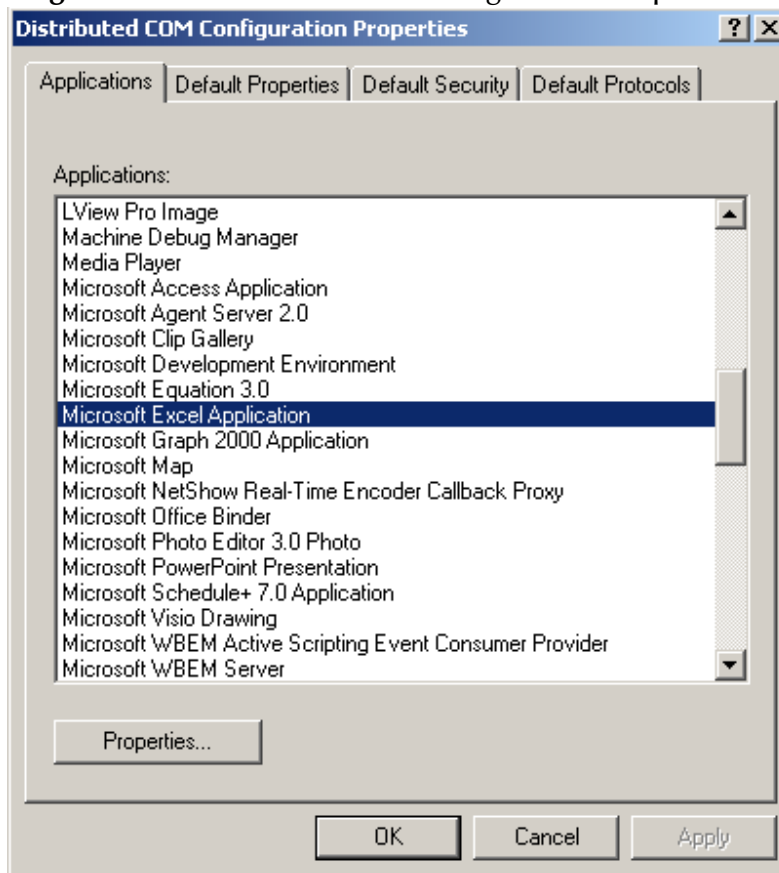 Distributed COM Configuration Properties
? X
Applications Default Properties Default Security Default Protocols
Applications:
LView Pro Image
Machine Debug Manager
Media Player
Microsoft Access Application
Microsoft Agent Server 2.0
Microsoft Clip Gallery
Microsoft Development Environment
Microsoft Equation 3.0
Microsoft Excel Application
Microsoft Graph 2000 Application
Microsoft Map
Microsoft NetShow Real-Time Encoder Callback Proxy
Microsoft Office Binder
Microsoft Photo Editor 3.0 Photo
Microsoft PowerPoint Presentation
Microsoft Schedule+ 7.0 Application
Microsoft Visio Drawing
Microsoft WBEM Active Scripting Event Consumer Provider
Microsoft WBEM Server
Properties...
OK Cancel Apply